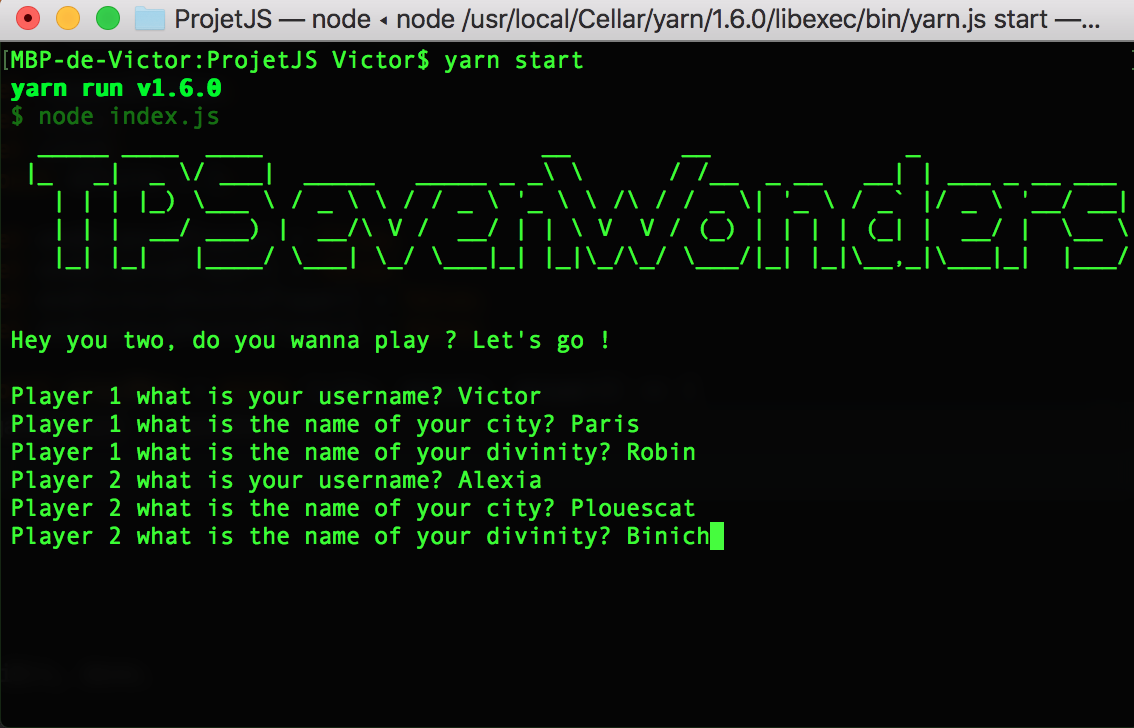 ProjetJS — node ◂ node /usr/local/Cellar/yarn/1.6.0/libexec/bin/yarn.js start —...
[MBP-de-Victor:ProjetJS Victor$ yarn start
yarn run v1.6.0
$ node index.js
TPSevenWonders
Hey you two, do you wanna play ? Let's go !
Player 1 what is your username? Victor
Player 1 what is the name of your city? Paris
Player 1 what is the name of your divinity? Robin
Player 2 what is your username? Alexia
Player 2 what is the name of your city? Plouescat
Player 2 what is the name of your divinity? Binich